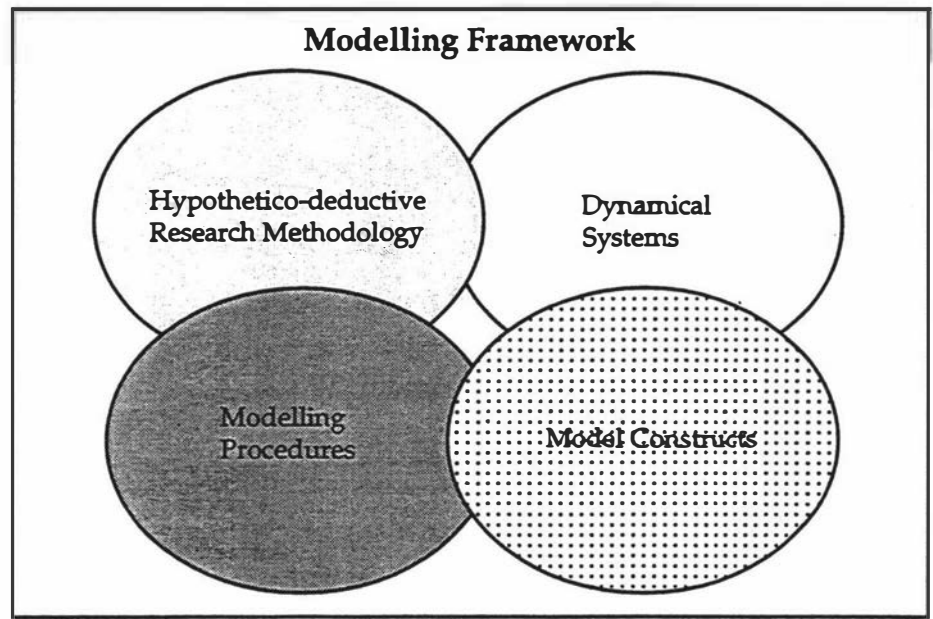 Modelling Framework
Hypothetico-deductive
Research Methodology
Dynamical
Systems
Modelling
Procedures
Model Constructs